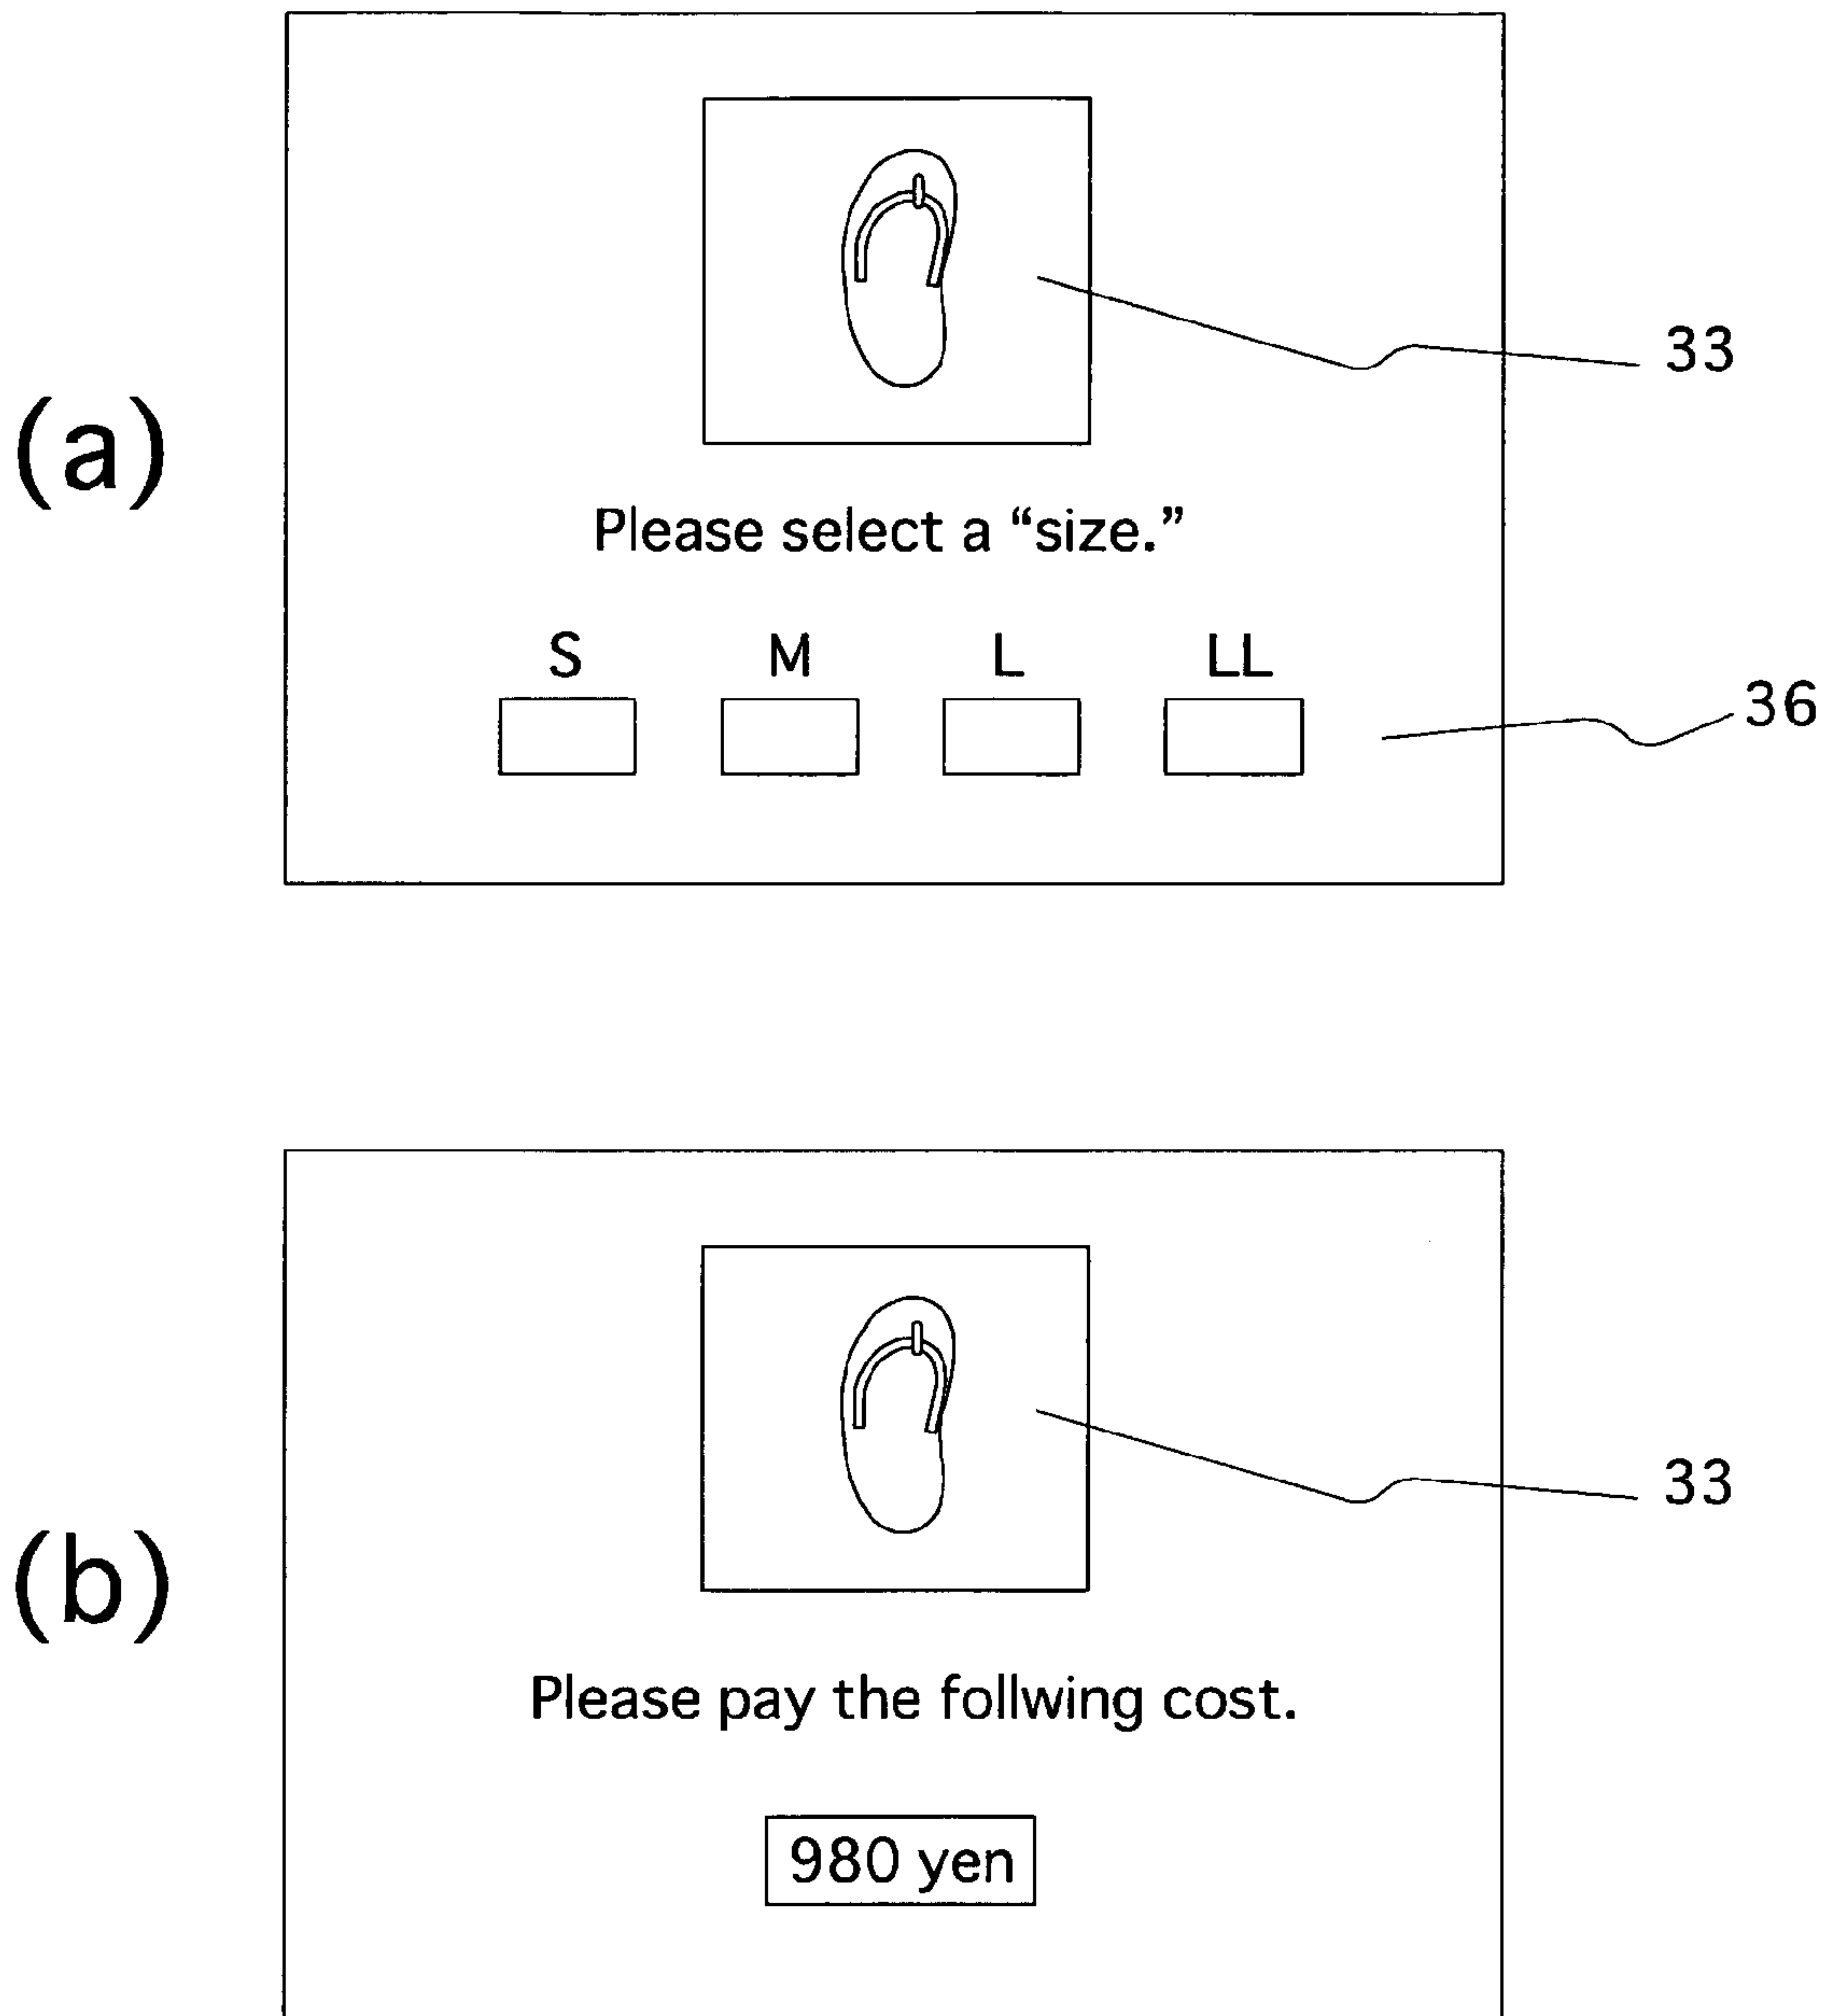 (a)
33
Please select a “size.”
S M L LL
36
(b)
33
Please pay the follwing cost.
980 yen